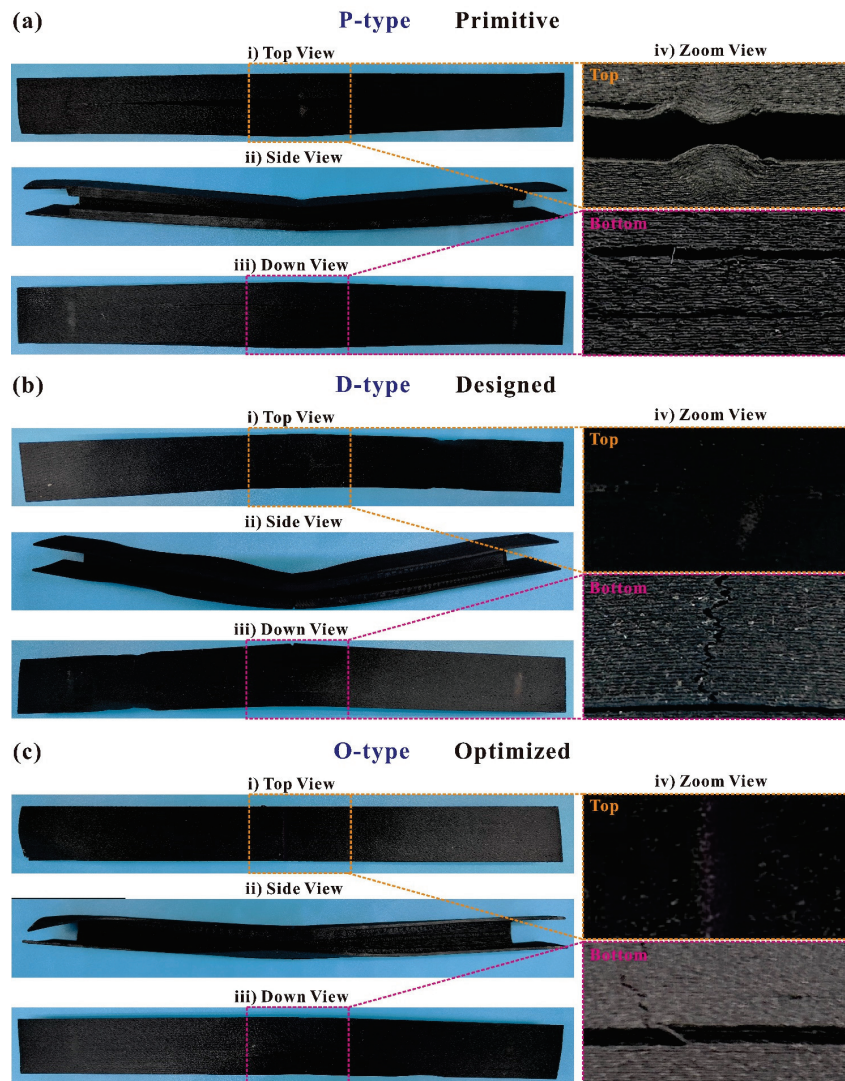 (a) P-type Primitive
i) Top View
iv) Zoom View
Top
ii) Side View
Bottom
iii) Down View
(b) D-type Designed
i) Top View
iv) Zoom View
Top
ii) Side View
Bottom
iii) Down View
(c) O-type Optimized
i) Top View
iv) Zoom View
Top
ii) Side View
Bottom
iii) Down View